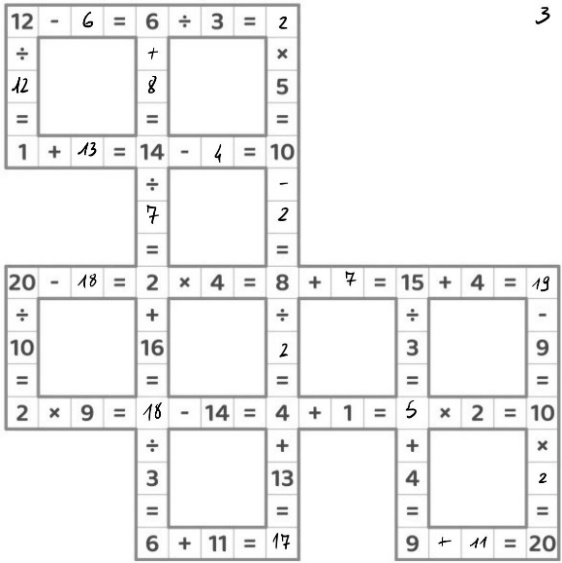 3
12 - 6 = 6 ÷ 3 = 2
÷ + ×
12 8 5
= = =
1 + 13 = 14 - 4 = 10
÷ -
7 2
= =
20 - 18 = 2 × 4 = 8 + 7 = 15 + 4 = 19
÷ + ÷ ÷ -
10 16 2 3 9
= = = = =
2 × 9 = 18 - 14 = 4 + 1 = 5 × 2 = 10
÷ + + ×
3 13 4 2
= = = =
6 + 11 = 17 9 + 11 = 20